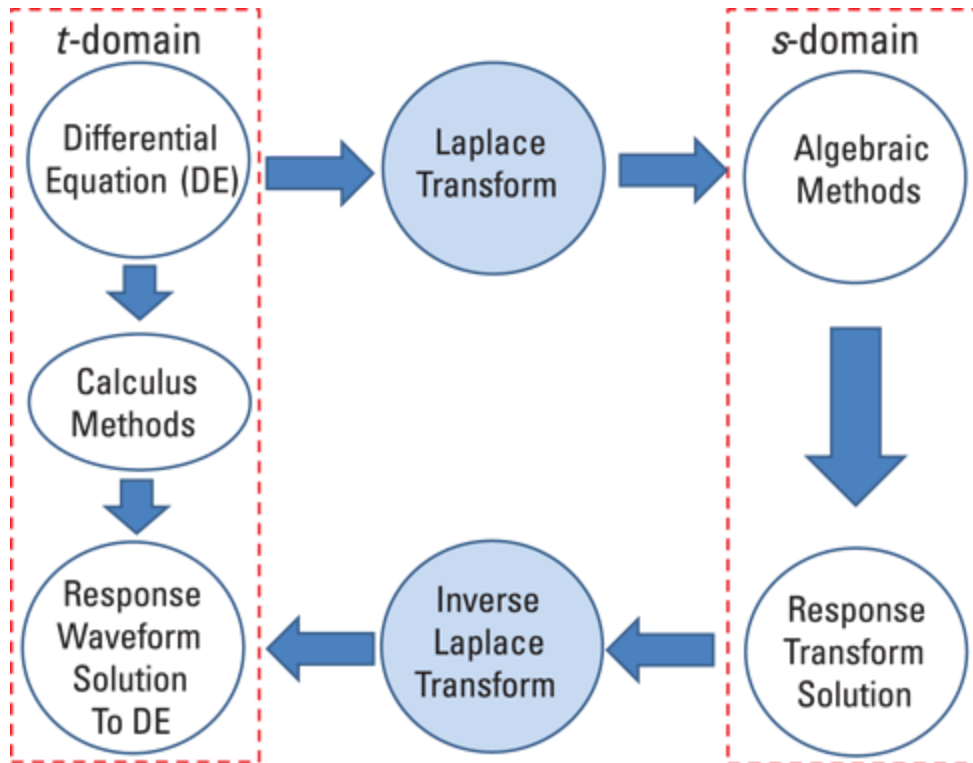 t-domain
Differential
Equation (DE)
Calculus
Methods
Response
Waveform
Solution
To DE
Laplace
Transform
Inverse
Laplace
Transform
s-domain
Algebraic
Methods
Response
Transform
Solution